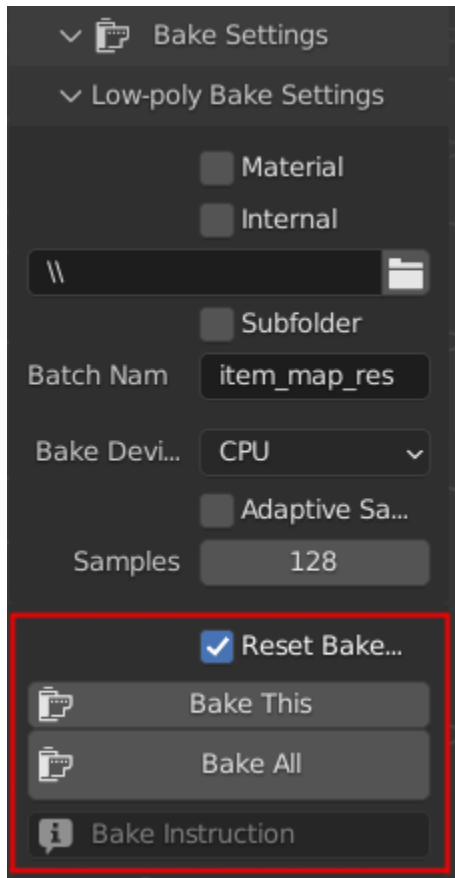 Bake Settings
Low-poly Bake Settings
Material
Internal
\\
Subfolder
Batch Nam item_map_res
Bake Devi... CPU
Adaptive Sa...
Samples 128
Reset Bake...
Bake This
Bake All
Bake Instruction